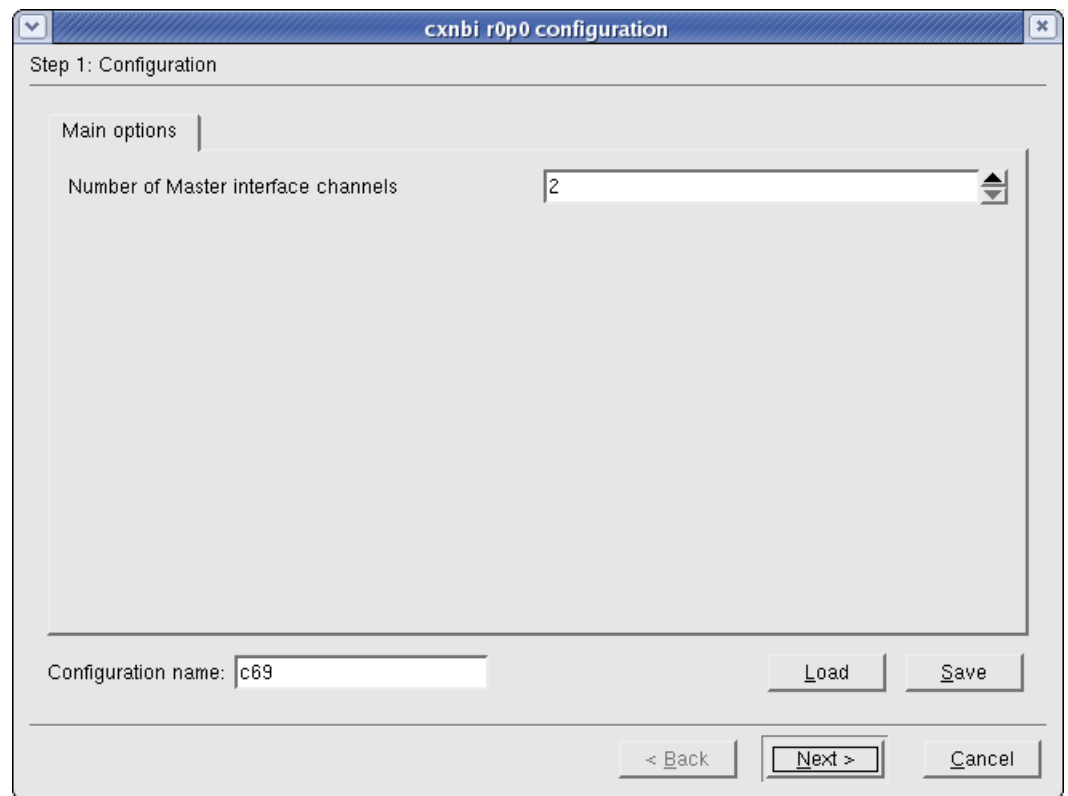 cxnbi r0p0 configuration
Step 1: Configuration
Main options
Number of Master interface channels 2
Configuration name: c69 Load Save
< Back Next > Cancel